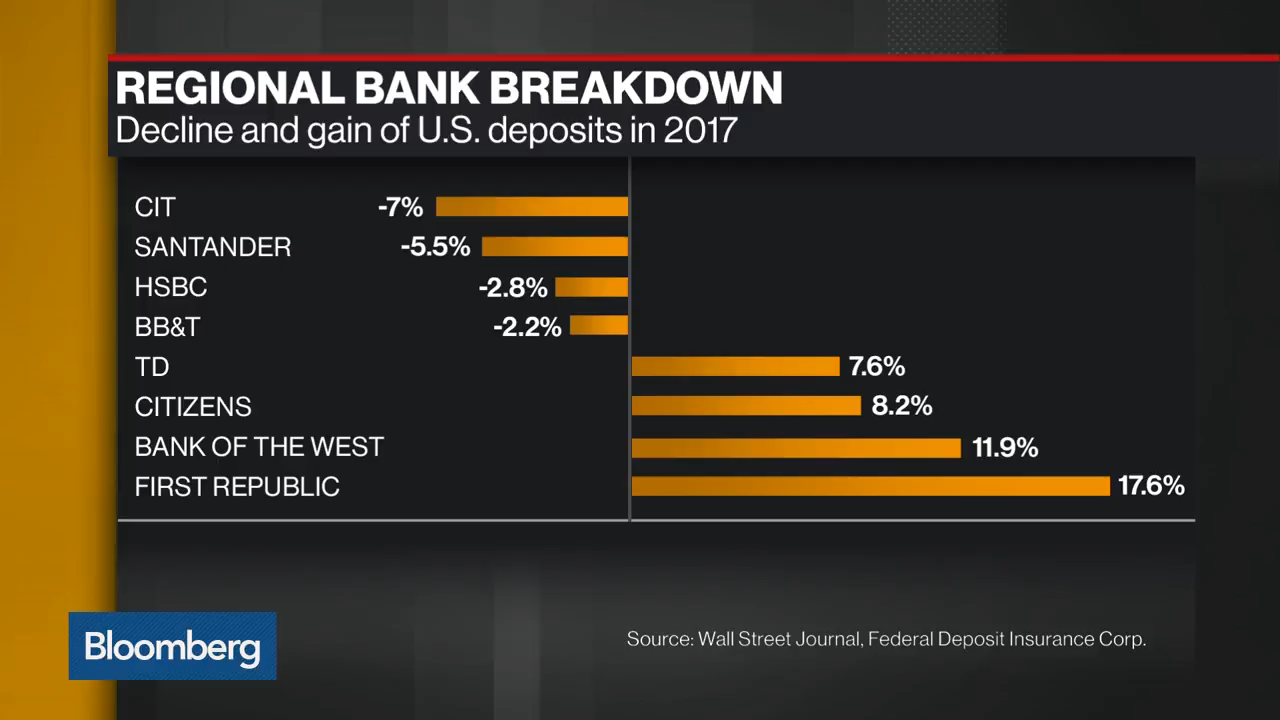 REGIONAL BANK BREAKDOWN
Decline and gain of U.S. deposits in 2017
CIT -7%
SANTANDER -5.5%
HSBC -2.8%
BB&T -2.2%
TD 7.6%
CITIZENS 8.2%
BANK OF THE WEST 11.9%
FIRST REPUBLIC 17.6%
Bloomberg
Source: Wall Street Journal, Federal Deposit Insurance Corp.